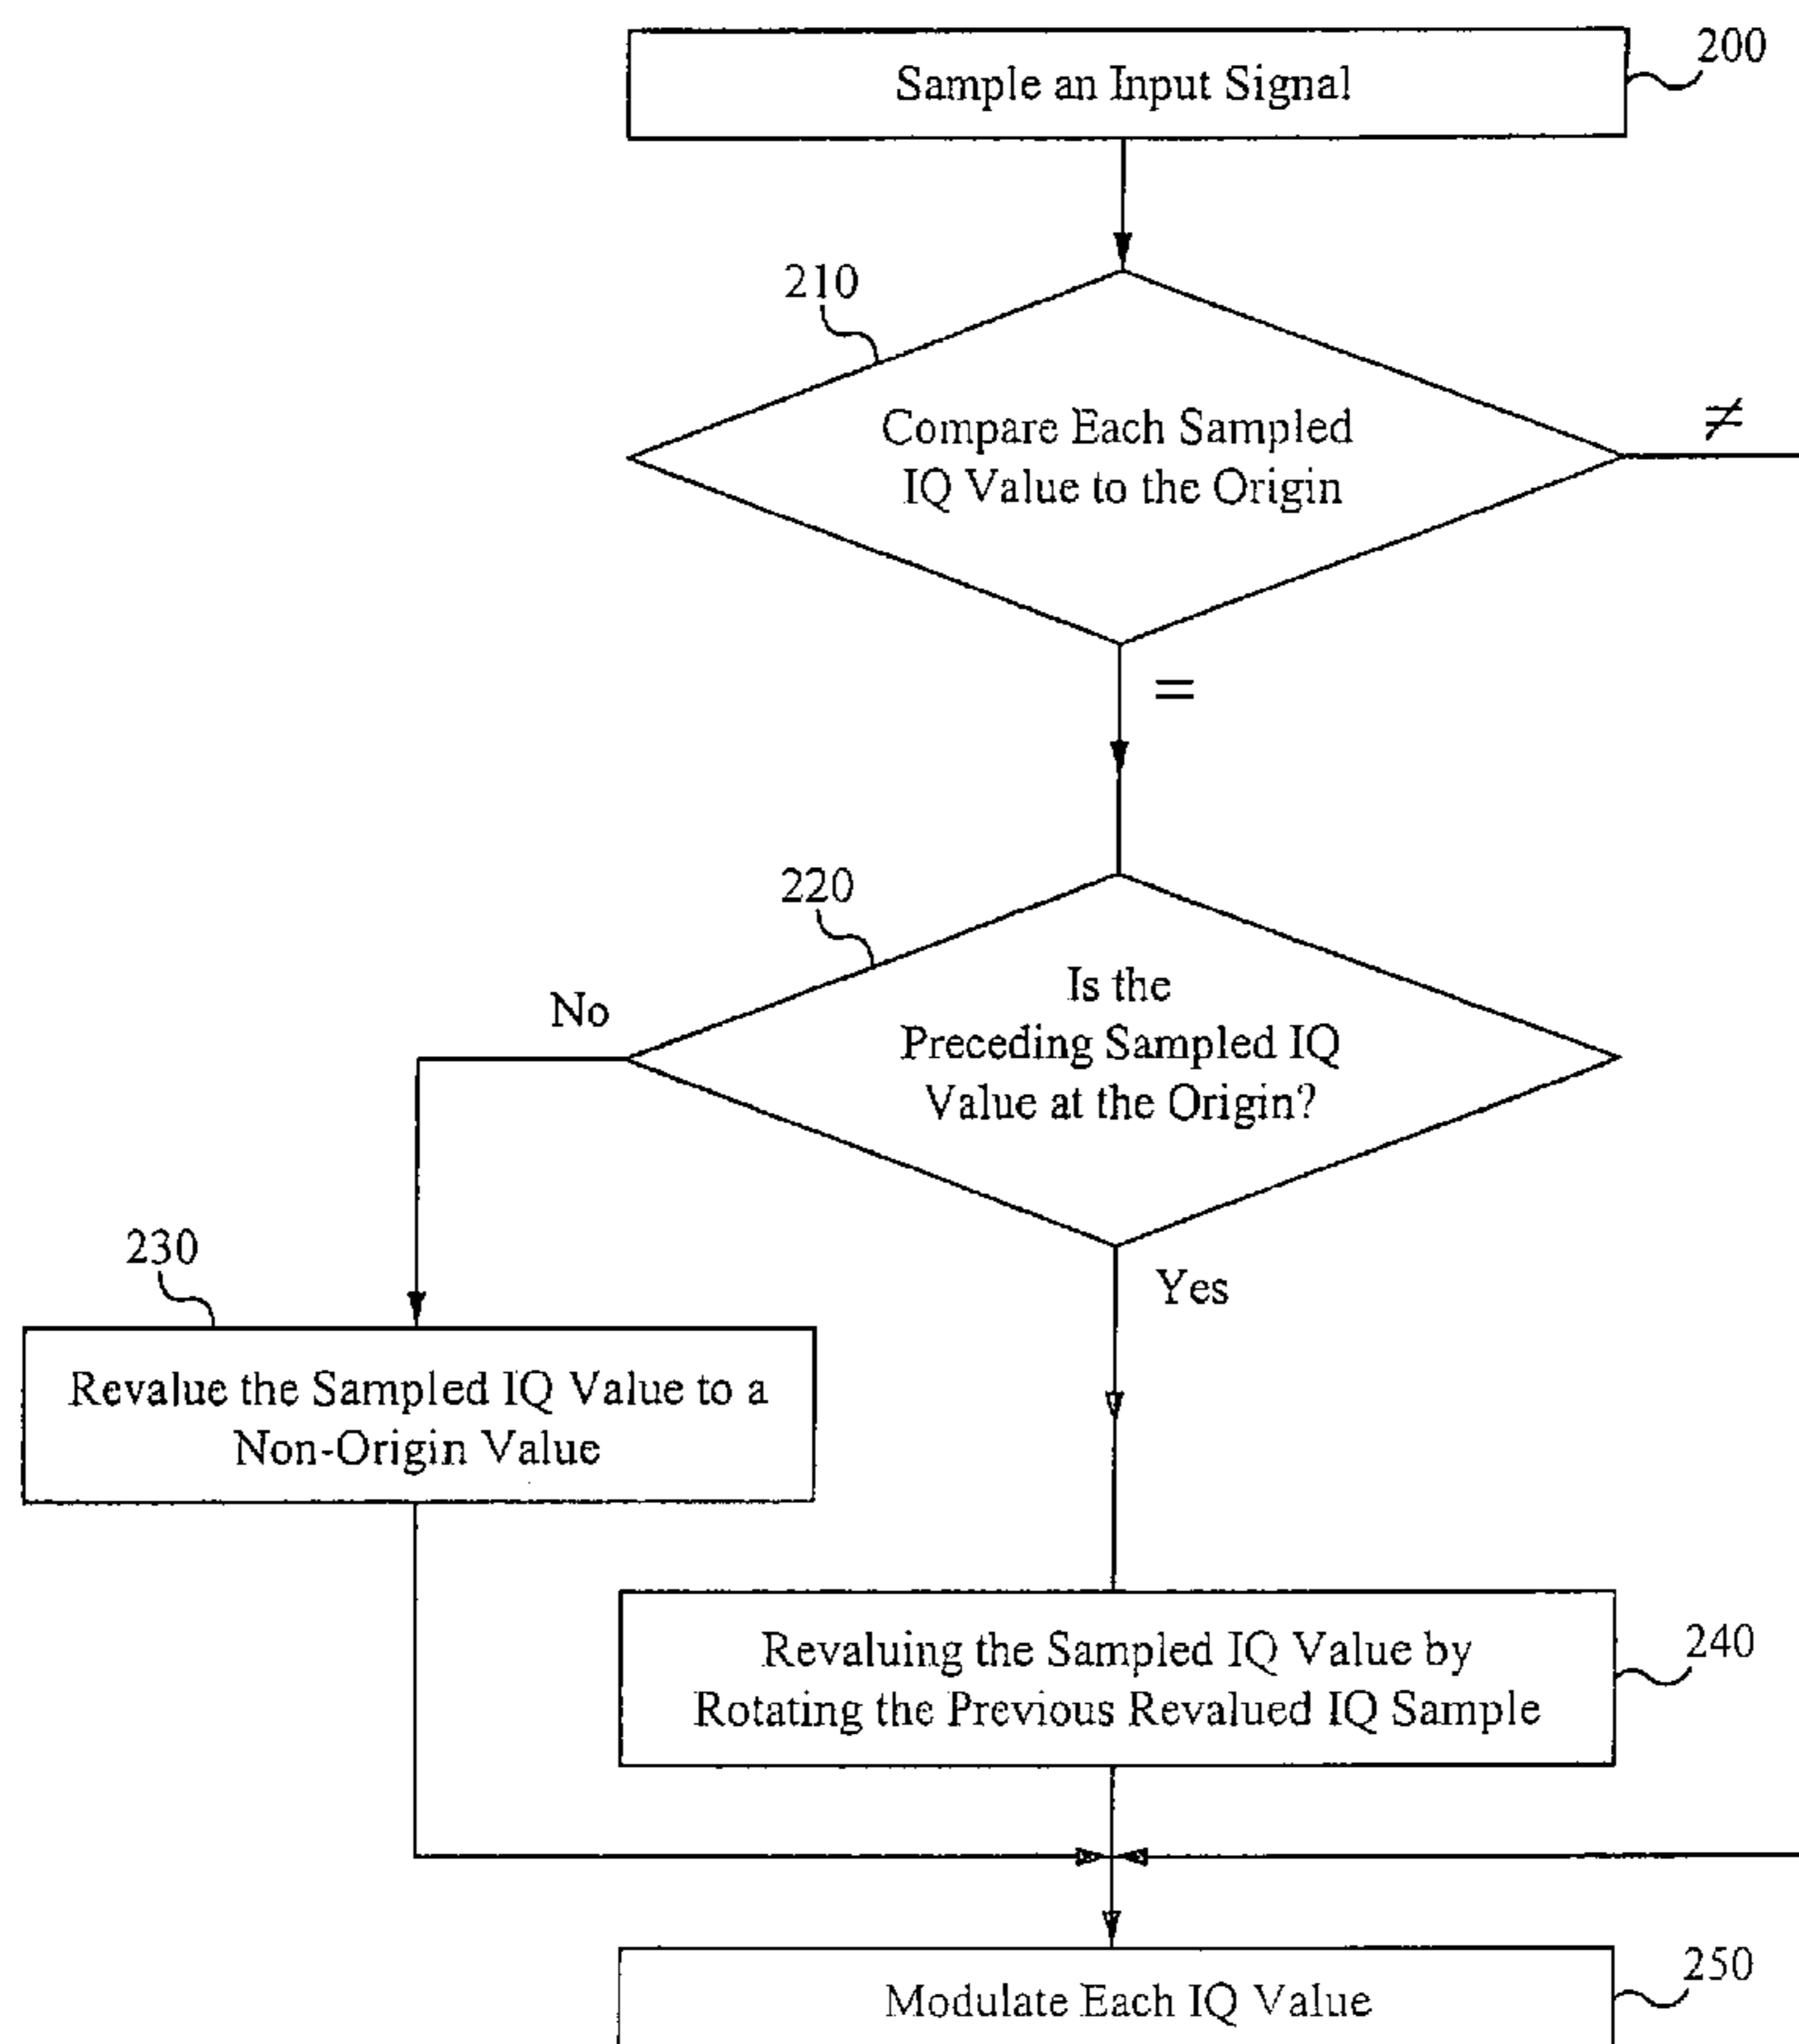 Sample an Input Signal
200
210
Compare Each Sampled
IQ Value to the Origin
≠
=
220
Is the
Preceding Sampled IQ
Value at the Origin?
No
Yes
230
Revalue the Sampled IQ Value to a
Non-Origin Value
Revaluing the Sampled IQ Value by
Rotating the Previous Revalued IQ Sample
240
Modulate Each IQ Value
250